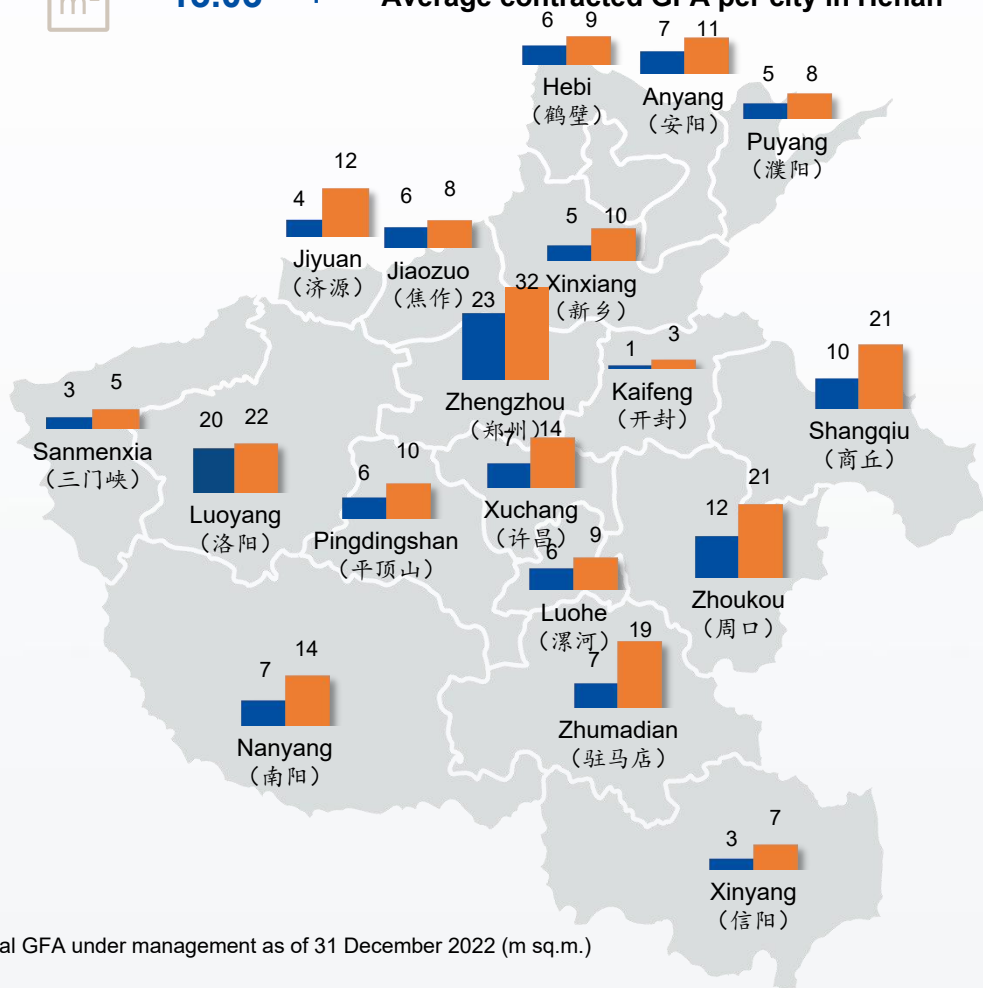 m²
Average contracted GFA per city in Henan
6 9
Hebi
（鹤壁）
7 11
Anyang
（安阳）
5 8
Puyang
（濮阳）
4 12
Jiyuan
（济源）
6 8
Jiaozuo
（焦作）
5 10
Xinxiang
（新乡）
23 32
Zhengzhou
（郑州）
1 3
Kaifeng
（开封）
10 21
Shangqiu
（商丘）
3 5
Sanmenxia
（三门峡）
20 22
Luoyang
（洛阳）
6 10
Pingdingshan
（平顶山）
7 14
Xuchang
（许昌）
12 21
Zhoukou
（周口）
6 9
Luohe
（漯河）
7 14
Nanyang
（南阳）
7 19
Zhumadian
（驻马店）
3 7
Xinyang
（信阳）
al GFA under management as of 31 December 2022 (m sq.m.)